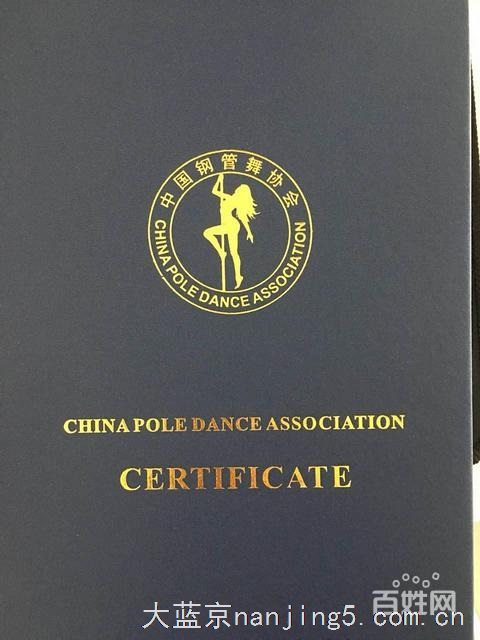 中国钢管舞协会
CHINA POLE DANCE ASSOCIATION
CHINA POLE DANCE ASSOCIATION
CERTIFICATE
百姓网
大蓝京nanjing5.com.cn